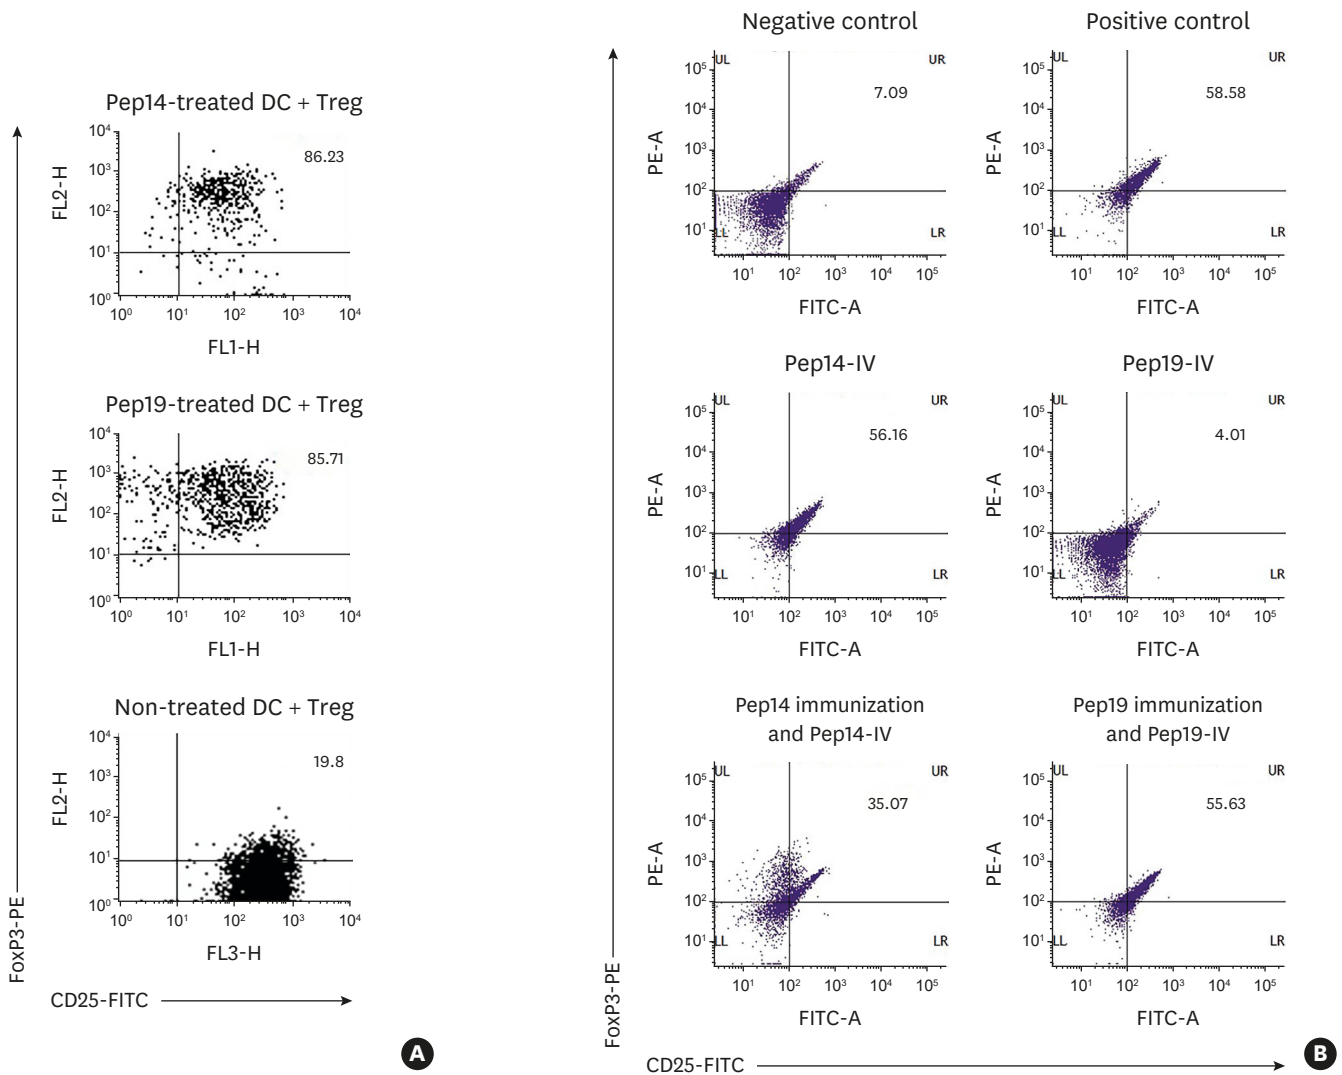 Pep14-treated DC + Treg
10⁴
10³
10²
10¹
10⁰
FL2-H
86.23
10⁰ 10¹ 10² 10³ 10⁴
FL1-H
Pep19-treated DC + Treg
10⁴
10³
10²
10¹
10⁰
FL2-H
85.71
10⁰ 10¹ 10² 10³ 10⁴
FL1-H
Non-treated DC + Treg
10⁴
10³
10²
10¹
10⁰
FL2-H
19.8
10⁰ 10¹ 10² 10³ 10⁴
FL3-H
FoxP3-PE
CD25-FITC
A
Negative control
UL UR
7.09
10⁵
10⁴
10³
10²
10¹
PE-A
LL LR
10¹ 10² 10³ 10⁴ 10⁵
FITC-A
Positive control
UL UR
58.58
10⁵
10⁴
10³
10²
10¹
PE-A
LL LR
10¹ 10² 10³ 10⁴ 10⁵
FITC-A
Pep14-IV
UL UR
56.16
10⁵
10⁴
10³
10²
10¹
PE-A
LL LR
10¹ 10² 10³ 10⁴ 10⁵
FITC-A
Pep19-IV
UL UR
4.01
10⁵
10⁴
10³
10²
10¹
PE-A
LL LR
10¹ 10² 10³ 10⁴ 10⁵
FITC-A
Pep14 immunization
and Pep14-IV
UL UR
35.07
10⁵
10⁴
10³
10²
10¹
PE-A
LL LR
10¹ 10² 10³ 10⁴ 10⁵
FITC-A
Pep19 immunization
and Pep19-IV
UL UR
55.63
10⁵
10⁴
10³
10²
10¹
PE-A
LL LR
10¹ 10² 10³ 10⁴ 10⁵
FITC-A
FoxP3-PE
CD25-FITC
B